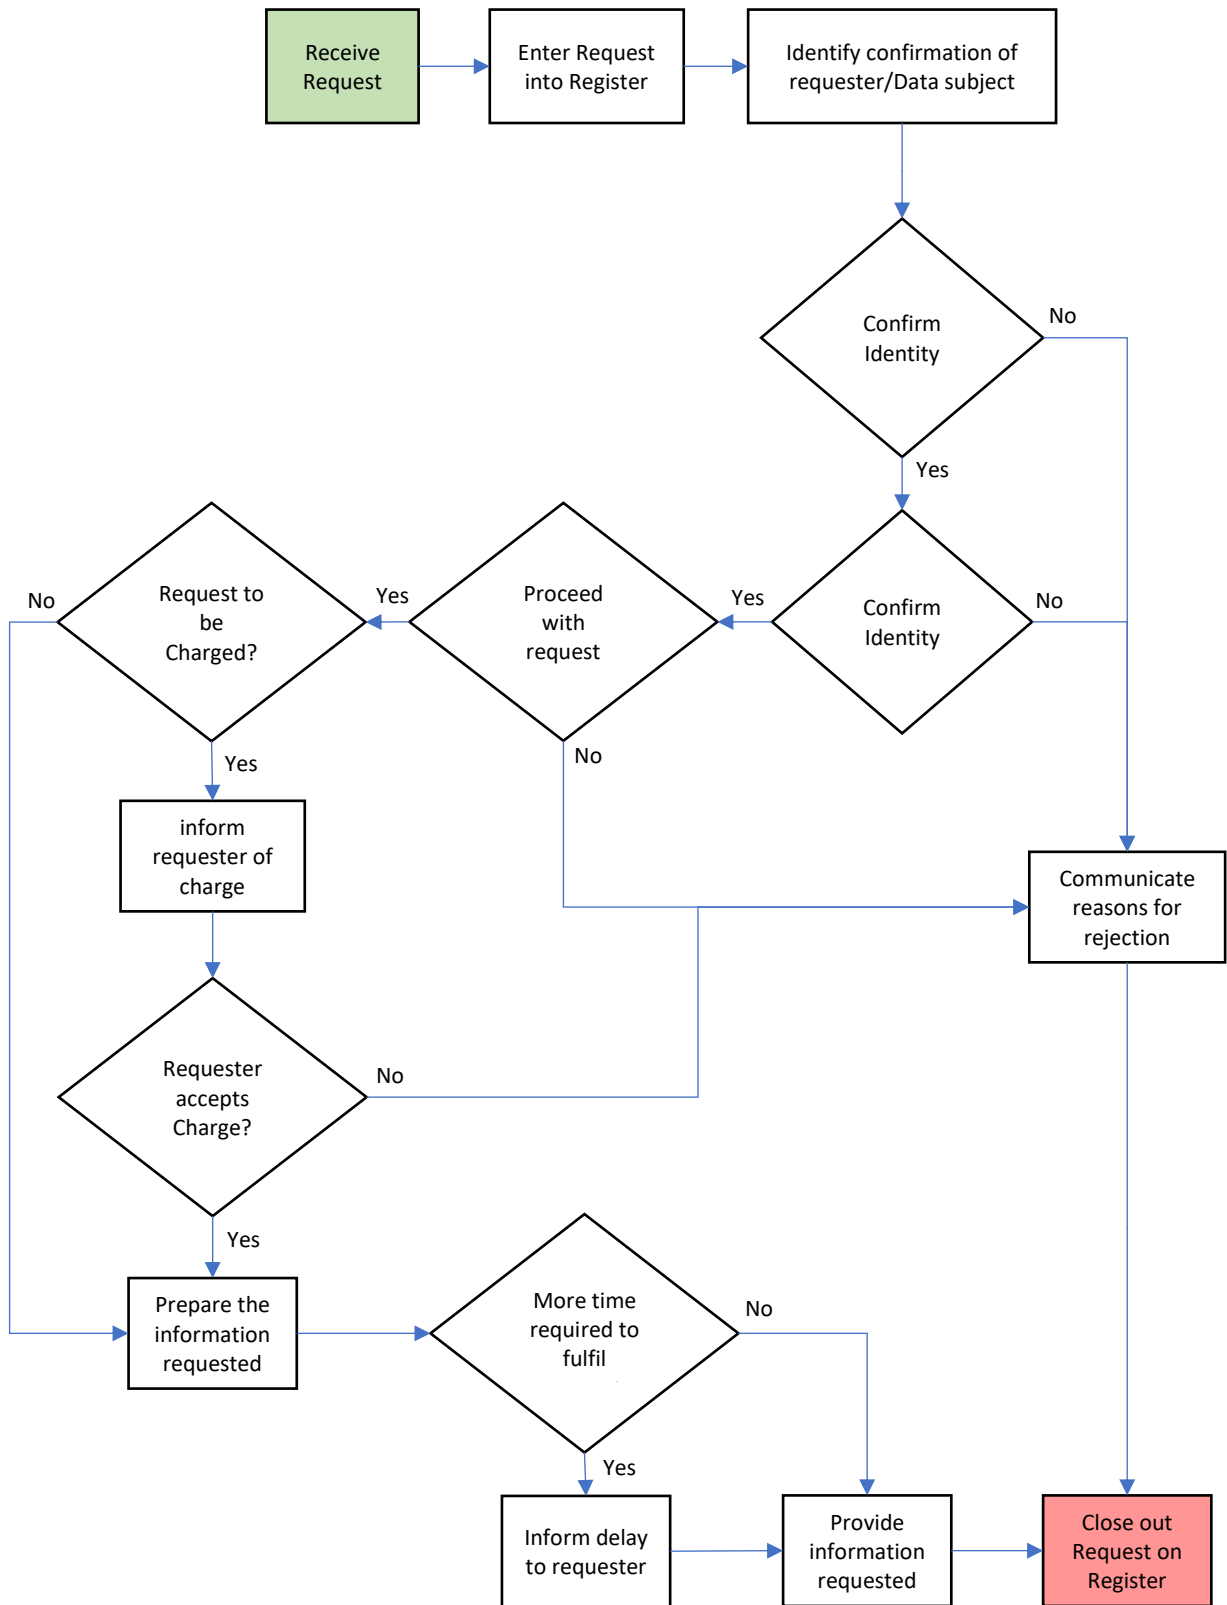 Receive
Request
Enter Request
into Register
Identify confirmation of
requester/Data subject
Confirm
Identity
No
Yes
Confirm
Identity
No
Yes
Proceed
with
request
Yes
No
Request to
be
Charged?
No
Yes
inform
requester of
charge
Communicate
reasons for
rejection
Requester
accepts
Charge?
No
Yes
Prepare the
information
requested
More time
required to
fulfil
No
Yes
Inform delay
to requester
Provide
information
requested
Close out
Request on
Register